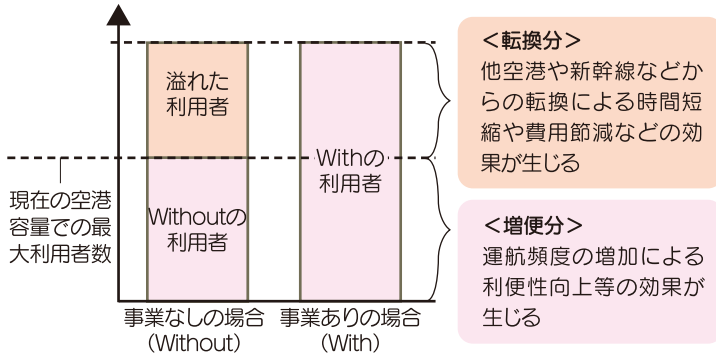 溢れた
利用者
Withoutの
利用者
Withの
利用者
現在の空港
容量での最
大利用者数
事業なしの場合
(Without)
事業ありの場合
(With)
＜転換分＞
他空港や新幹線などか
らの転換による時間短
縮や費用節減などの効
果が生じる
＜増便分＞
運航頻度の増加による
利便性向上等の効果が
生じる